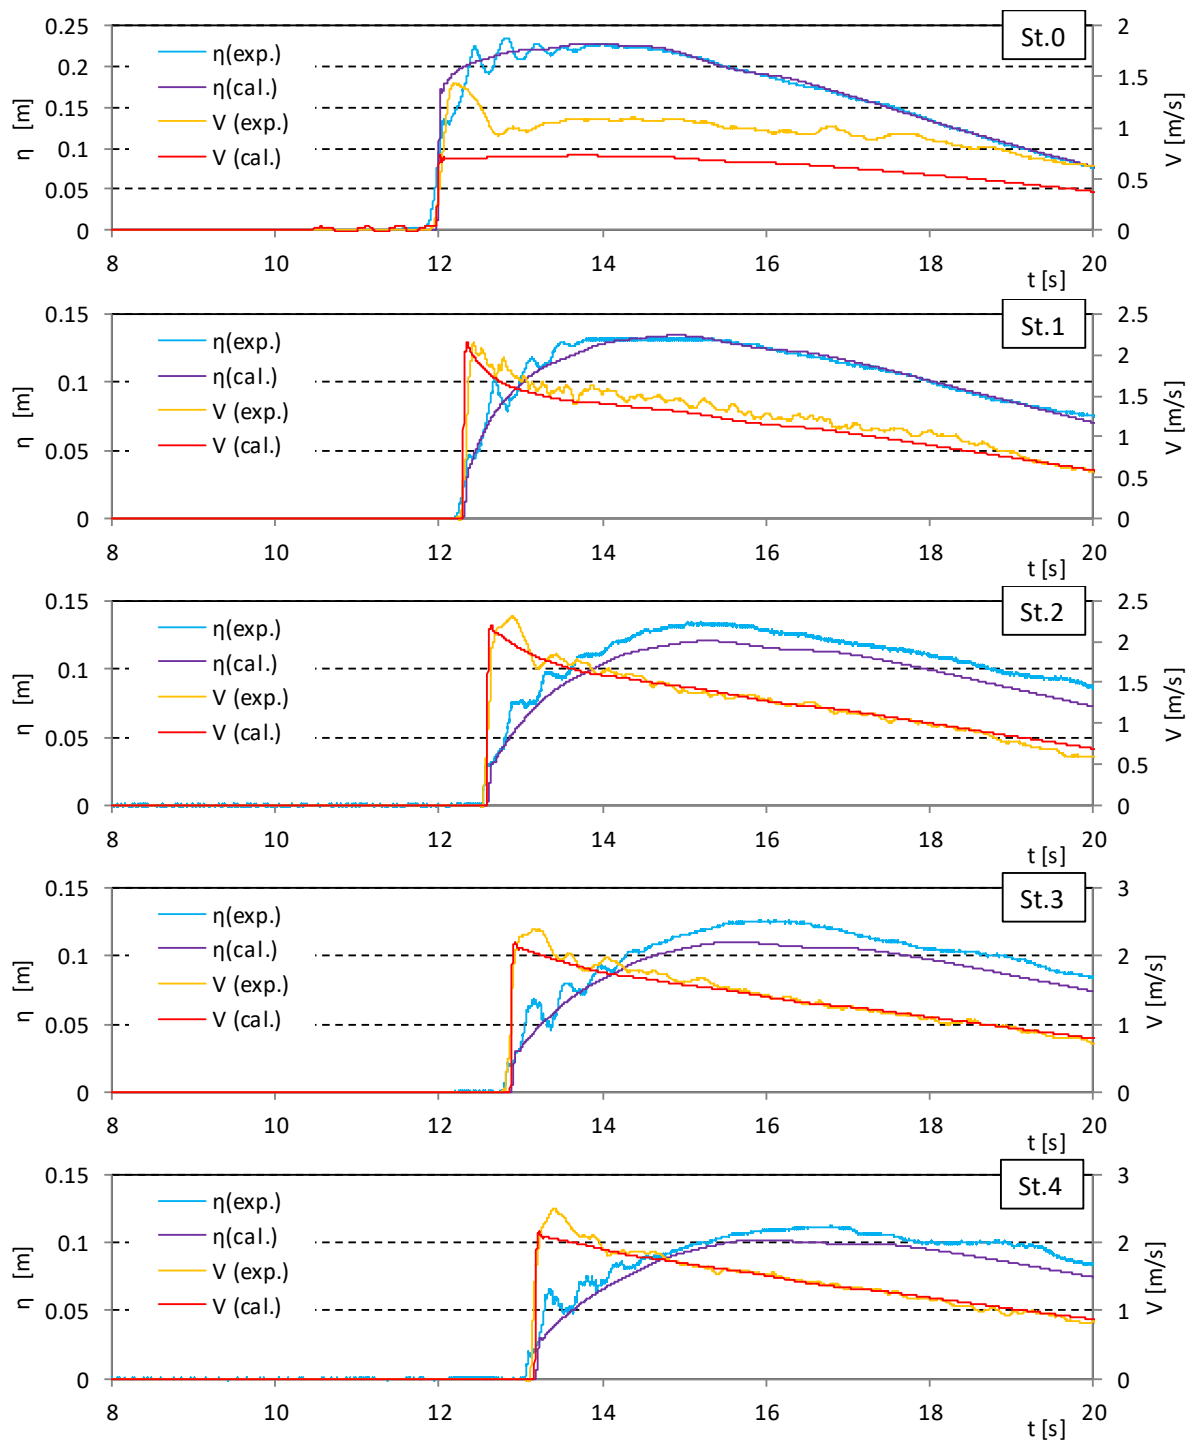 0.25
0.2
0.15
0.1
0.05
0
η [m]
η(exp.)
η(cal.)
V (exp.)
V (cal.)
St.0
2
1.5
1
0.5
0
V [m/s]
8 10 12 14 16 18 20
t [s]
0.15
0.1
0.05
0
η [m]
η(exp.)
η(cal.)
V (exp.)
V (cal.)
St.1
2.5
2
1.5
1
0.5
0
V [m/s]
8 10 12 14 16 18 20
t [s]
0.15
0.1
0.05
0
η [m]
η(exp.)
η(cal.)
V (exp.)
V (cal.)
St.2
2.5
2
1.5
1
0.5
0
V [m/s]
8 10 12 14 16 18 20
t [s]
0.15
0.1
0.05
0
η [m]
η(exp.)
η(cal.)
V (exp.)
V (cal.)
St.3
3
2
1
0
V [m/s]
8 10 12 14 16 18 20
t [s]
0.15
0.1
0.05
0
η [m]
η(exp.)
η(cal.)
V (exp.)
V (cal.)
St.4
3
2
1
0
V [m/s]
8 10 12 14 16 18 20
t [s]